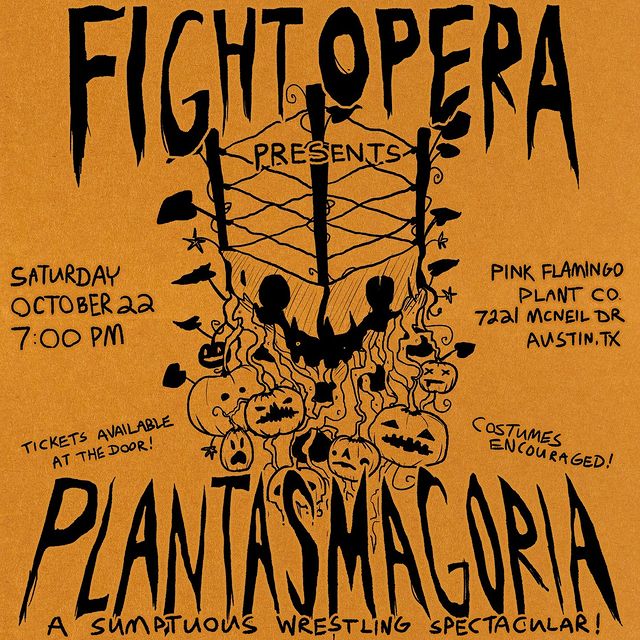 FIGHT OPERA
PRESENTS
SATURDAY
OCTOBER 22
7:00 PM
PINK FLAMINGO
PLANT CO.
7221 MCNEIL DR
AUSTIN, TX
TICKETS AVAILABLE
AT THE DOOR!
COSTUMES
ENCOURAGED!
PLANTASMAGORIA
A SUMPTUOUS WRESTLING SPECTACULAR!